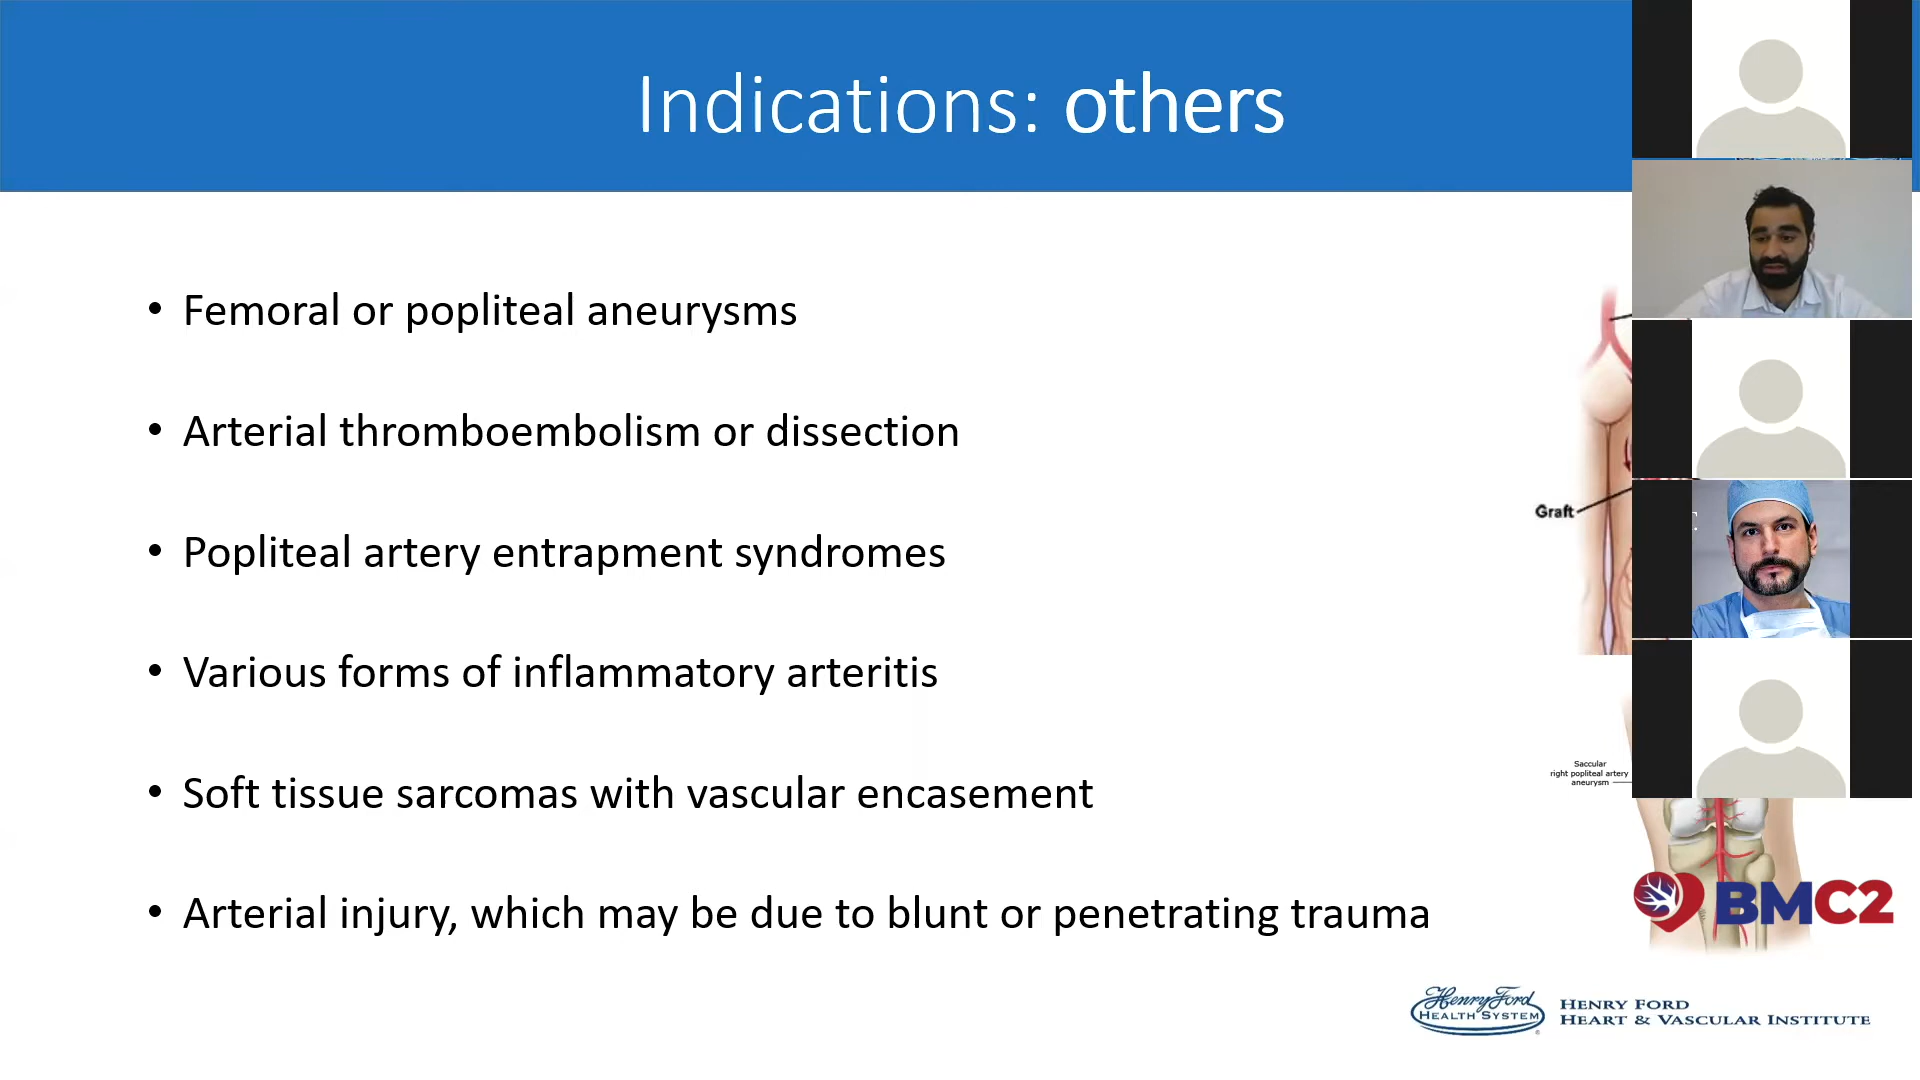 Indications: others
• Femoral or popliteal aneurysms
• Arterial thromboembolism or dissection
• Popliteal artery entrapment syndromes
• Various forms of inflammatory arteritis
• Soft tissue sarcomas with vascular encasement
• Arterial injury, which may be due to blunt or penetrating trauma
Graft
Saccular
right popliteal artery
aneurysm
BMC2
Henry Ford
HEALTH SYSTEM
HENRY FORD
HEART & VASCULAR INSTITUTE